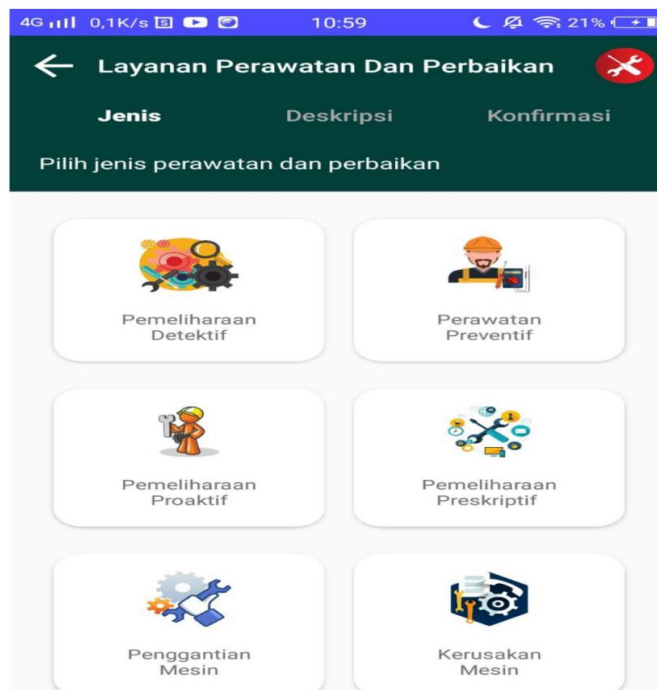 4G 0,1K/s S 10:59 21%
Layanan Perawatan Dan Perbaikan
Jenis Deskripsi Konfirmasi
Pilih jenis perawatan dan perbaikan
Pemeliharaan
Detektif
Perawatan
Preventif
Pemeliharaan
Proaktif
Pemeliharaan
Preskriptif
Penggantian
Mesin
Kerusakan
Mesin